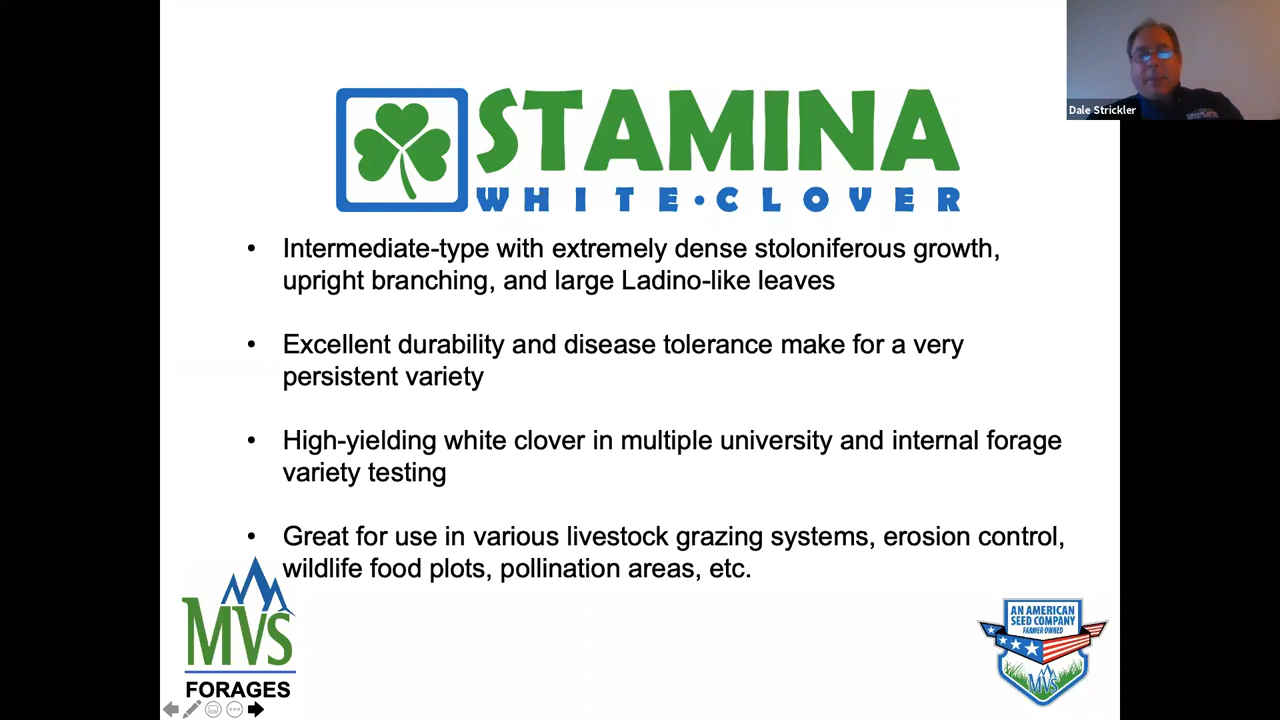 Dale Strickler
STAMINA
WHITE•CLOVER
• Intermediate-type with extremely dense stoloniferous growth,
upright branching, and large Ladino-like leaves
• Excellent durability and disease tolerance make for a very
persistent variety
• High-yielding white clover in multiple university and internal forage
variety testing
• Great for use in various livestock grazing systems, erosion control,
wildlife food plots, pollination areas, etc.
MVS
FORAGES
AN AMERICAN
SEED COMPANY
FARMER OWNED
MVS